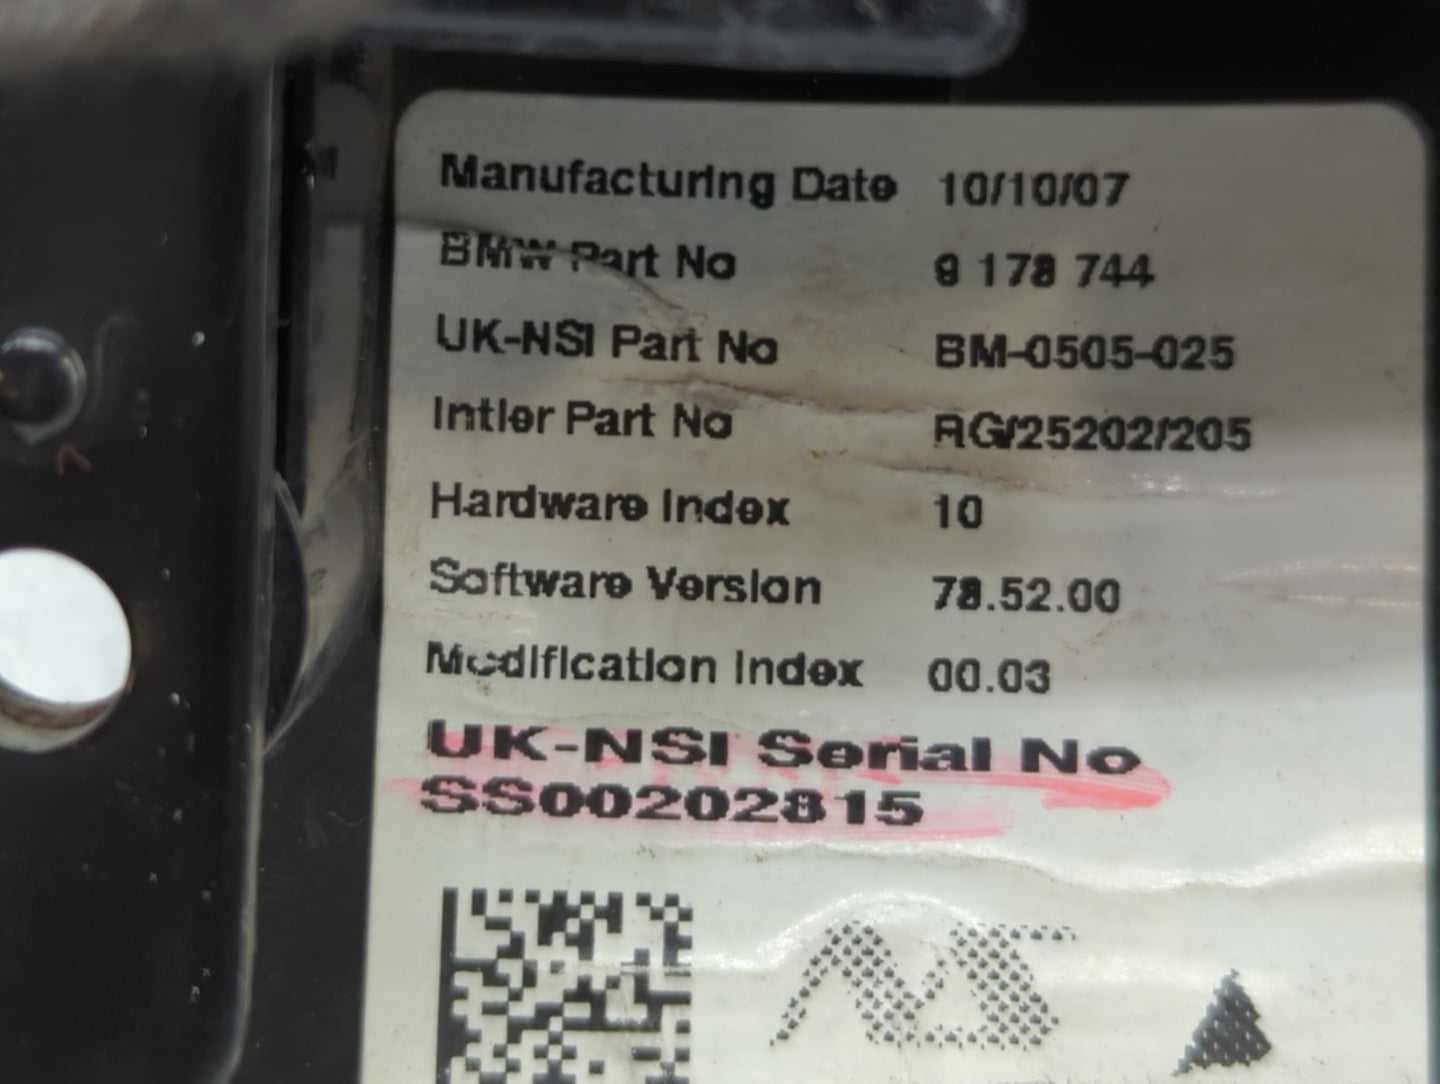 Manufacturing Date 10/10/07
BMW Part No 9 178 744
UK-NSI Part No BM-0505-025
Intier Part No RG/25202/205
Hardware Index 10
Software Version 78.52.00
Modification Index 00.03
UK-NSI Serial No
SS00202815